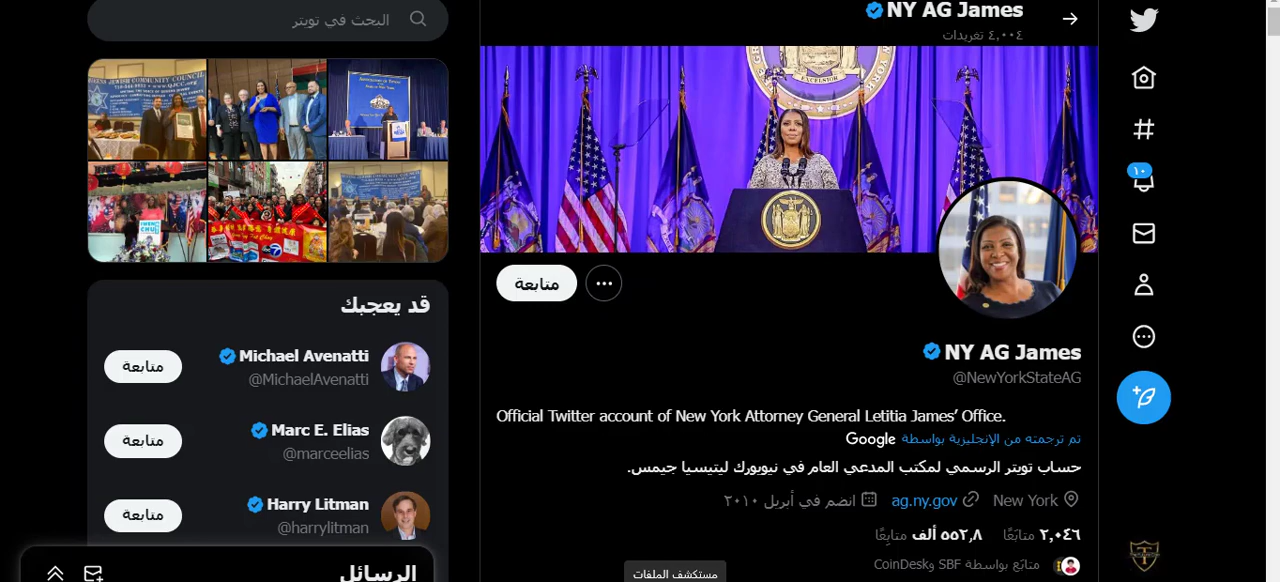 NY AG James
٤,٠٠٤ تغريدات
البحث في تويتر
EXCELSIOR
١٠
متابعة
NY AG James
@NewYorkStateAG
Official Twitter account of New York Attorney General Letitia James’ Office.
تم ترجمته من الإنجليزية بواسطة Google
حساب تويتر الرسمي لمكتب المدعي العام في نيويورك ليتيسيا جيمس.
New York ag.ny.gov انضم في أبريل ٢٠١٠
٢,٠٤٦ متابَعًا ٥٥٢,٨ ألف متابِعًا
متابَع بواسطة SBF وCoinDesk
قد يعجبك
Michael Avenatti
@MichaelAvenatti
متابعة
Marc E. Elias
@marceelias
متابعة
Harry Litman
@harrylitman
متابعة
الرسائل
مستكشف الملفات